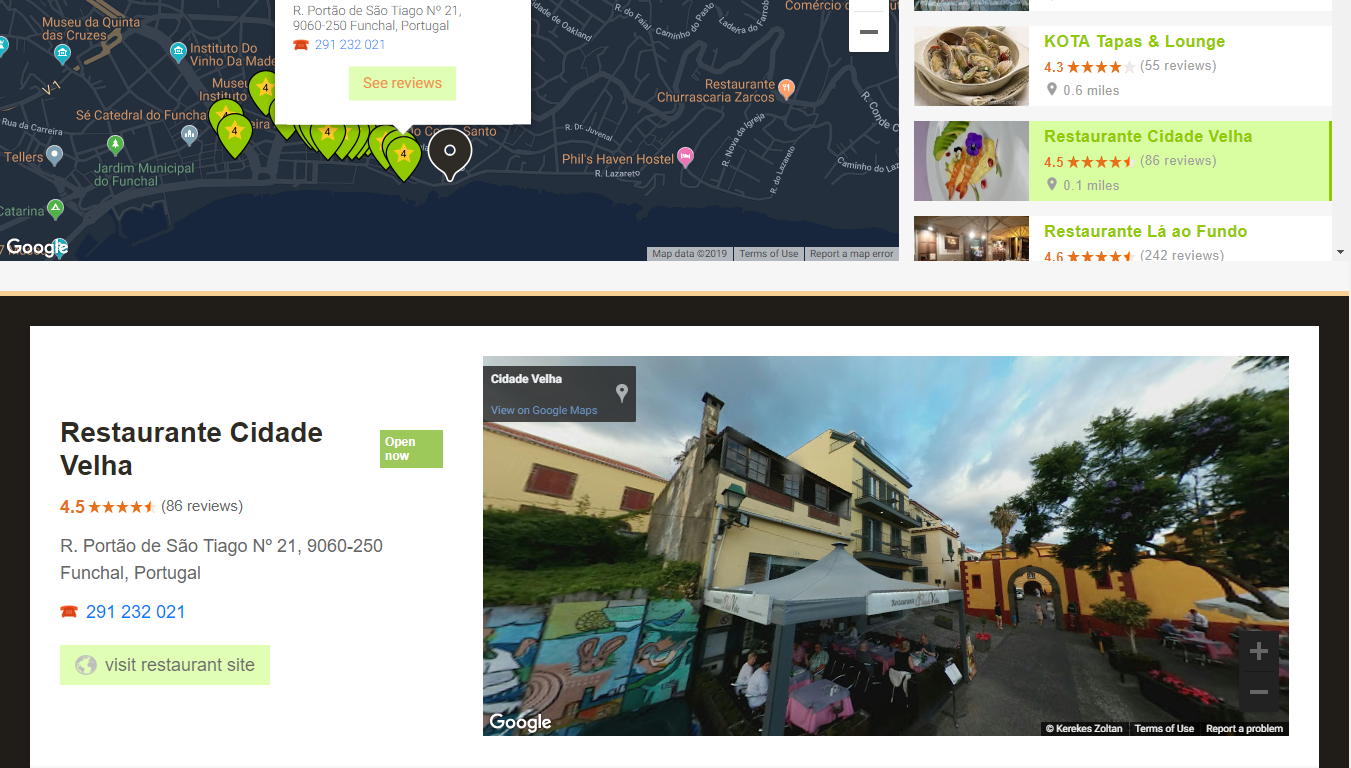 Museu da Quinta
das Cruzes
Instituto Do
Vinho Da Made
V-1
Museu
Instituto
Sé Catedral do Funcha
eira
Rua da Carreira
Tellers
Jardim Municipal
do Funchal
Catarina
Google
4
4
4
4
R. Portão de São Tiago Nº 21,
9060-250 Funchal, Portugal
291 232 021
See reviews
do Corpo Santo
cidade de Oakland
R. do Faial
Caminho do Pasto
Ladeira do Farrob
Comércio
Restaurante
Churrascaria Zarcos
R. Dr. Juvenal
Phil's Haven Hostel
R. Lazareto
R. Nova da Igreja
R. do Lazareto
R. Conde C
Caminho do Laz
Map data ©2019
Terms of Use
Report a map error
KOTA Tapas & Lounge
4.3 (55 reviews)
0.6 miles
Restaurante Cidade Velha
4.5 (86 reviews)
0.1 miles
Restaurante Lá ao Fundo
4.6 (242 reviews)
Restaurante Cidade
Velha
Open
now
4.5 (86 reviews)
R. Portão de São Tiago Nº 21, 9060-250
Funchal, Portugal
291 232 021
visit restaurant site
Cidade Velha
View on Google Maps
Google
© Kerekes Zoltan
Terms of Use
Report a problem